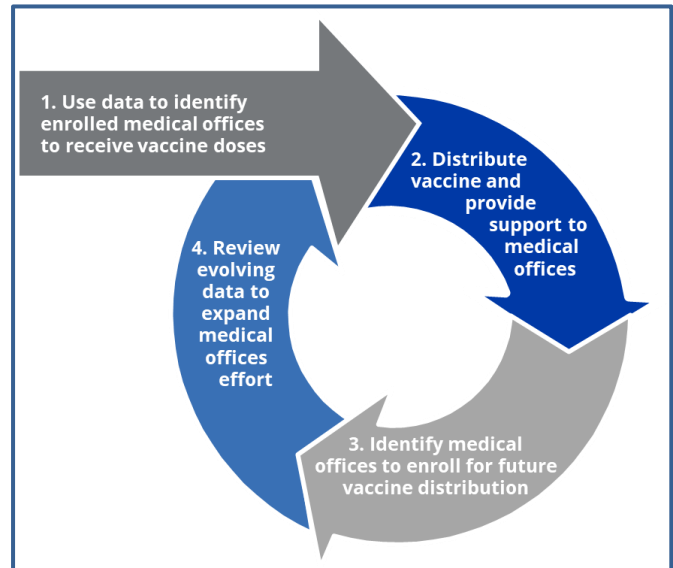 1. Use data to identify
enrolled medical offices
to receive vaccine doses
2. Distribute
vaccine and
provide
support to
medical
offices
3. Identify medical
offices to enroll for future
vaccine distribution
4. Review
evolving
data to
expand
medical
offices
effort